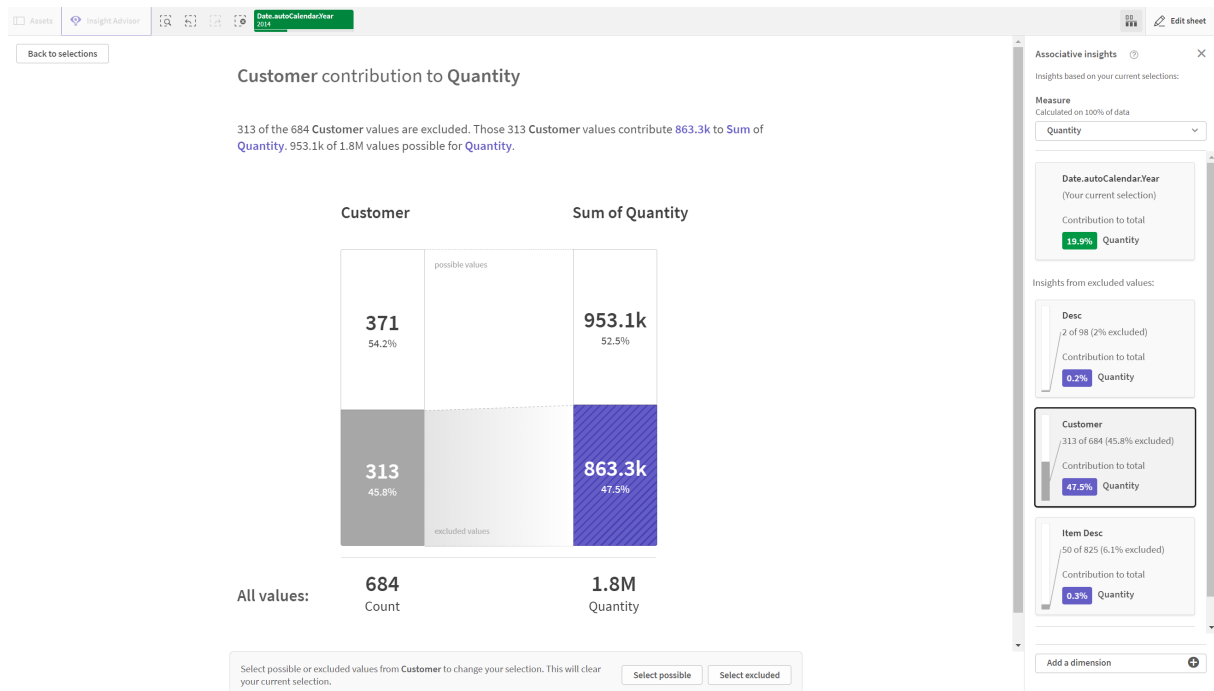 Assets
Insight Advisor
Date.autoCalendar.Year
2014
Edit sheet
Back to selections
Customer contribution to Quantity
313 of the 684 Customer values are excluded. Those 313 Customer values contribute 863.3k to Sum of
Quantity. 953.1k of 1.8M values possible for Quantity.
Customer
Sum of Quantity
possible values
371
54.2%
953.1k
52.5%
313
45.8%
863.3k
47.5%
excluded values
All values:
684
Count
1.8M
Quantity
Select possible or excluded values from Customer to change your selection. This will clear
your current selection.
Select possible
Select excluded
Associative insights
Insights based on your current selections:
Measure
Calculated on 100% of data
Quantity
Date.autoCalendar.Year
(Your current selection)
Contribution to total
19.9% Quantity
Insights from excluded values:
Desc
2 of 98 (2% excluded)
Contribution to total
0.2% Quantity
Customer
313 of 684 (45.8% excluded)
Contribution to total
47.5% Quantity
Item Desc
50 of 825 (6.1% excluded)
Contribution to total
0.3% Quantity
Add a dimension